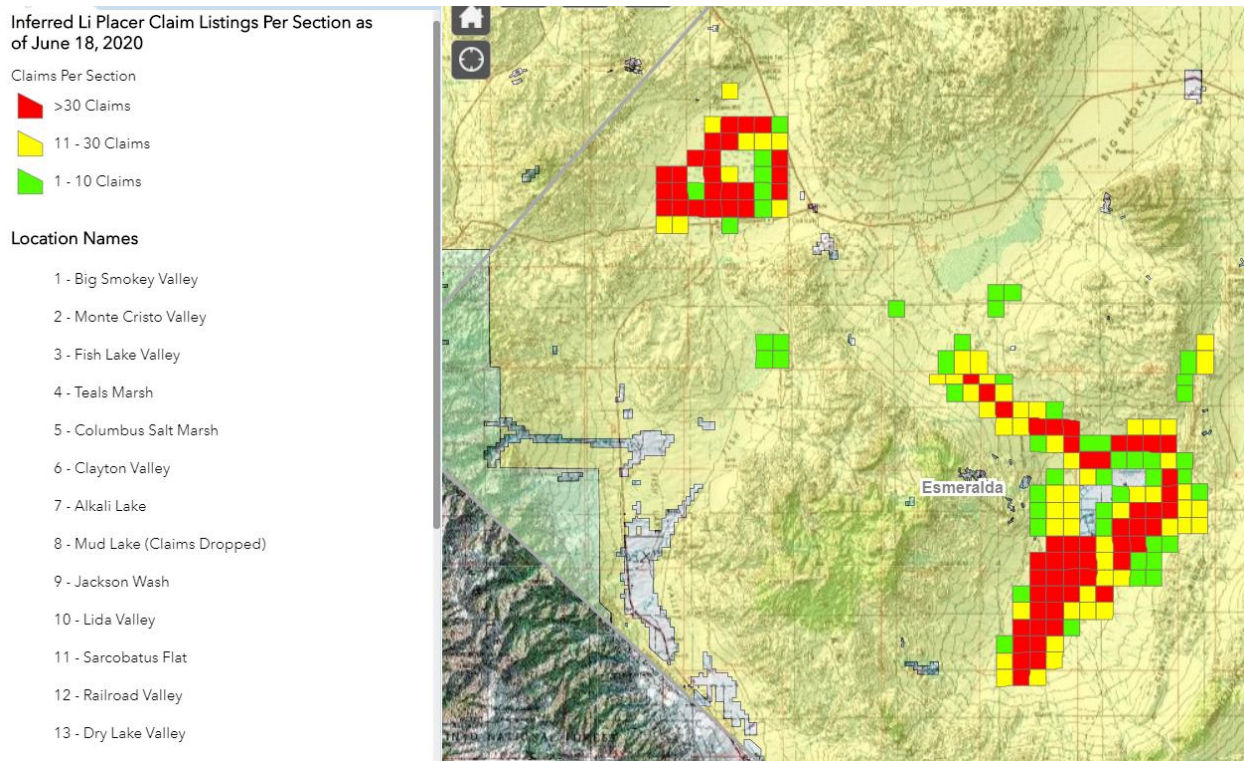 Inferred Li Placer Claim Listings Per Section as
of June 18, 2020
Claims Per Section
>30 Claims
11 - 30 Claims
1 - 10 Claims
Location Names
1 - Big Smokey Valley
2 - Monte Cristo Valley
3 - Fish Lake Valley
4 - Teals Marsh
5 - Columbus Salt Marsh
6 - Clayton Valley
7 - Alkali Lake
8 - Mud Lake (Claims Dropped)
9 - Jackson Wash
10 - Lida Valley
11 - Sarcobatus Flat
12 - Railroad Valley
13 - Dry Lake Valley
BIG SMOKY VALLEY
Esmeralda
NATIONAL FOREST